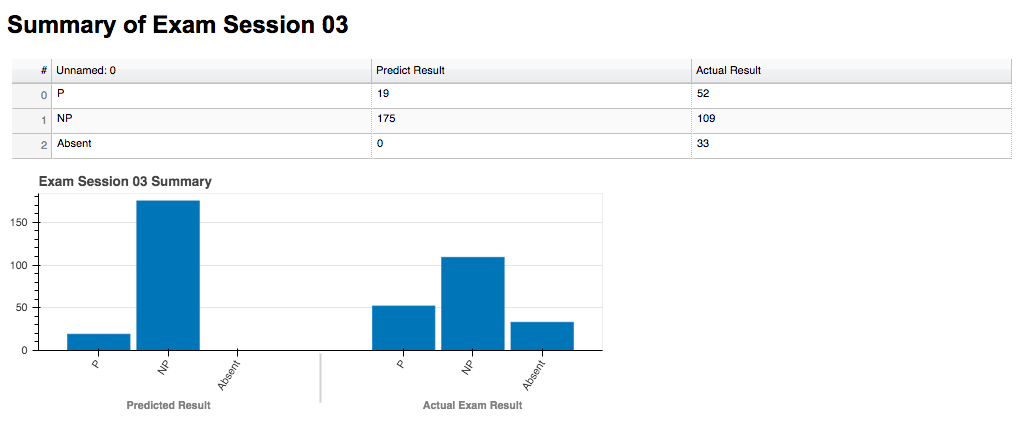 Summary of Exam Session 03
# Unnamed: 0 Predict Result Actual Result
0 P 19 52
1 NP 175 109
2 Absent 0 33
Exam Session 03 Summary
150
100
50
0
P NP Absent P NP Absent
Predicted Result Actual Exam Result